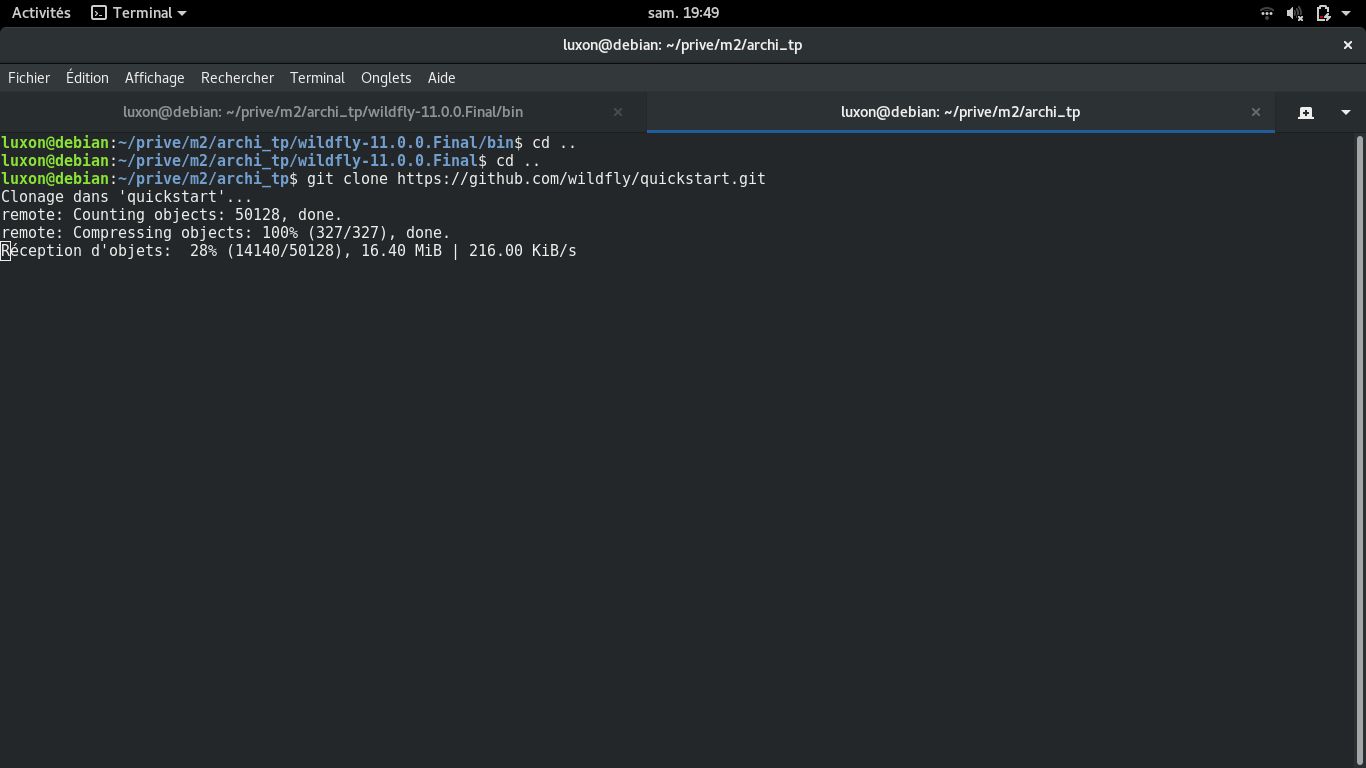 Activités Terminal sam. 19:49
luxon@debian: ~/prive/m2/archi_tp
Fichier Édition Affichage Rechercher Terminal Onglets Aide
luxon@debian: ~/prive/m2/archi_tp/wildfly-11.0.0.Final/bin luxon@debian: ~/prive/m2/archi_tp
luxon@debian:~/prive/m2/archi_tp/wildfly-11.0.0.Final/bin$ cd ..
luxon@debian:~/prive/m2/archi_tp/wildfly-11.0.0.Final$ cd ..
luxon@debian:~/prive/m2/archi_tp$ git clone https://github.com/wildfly/quickstart.git
Clonage dans 'quickstart'...
remote: Counting objects: 50128, done.
remote: Compressing objects: 100% (327/327), done.
Réception d'objets:  28% (14140/50128), 16.40 MiB | 216.00 KiB/s